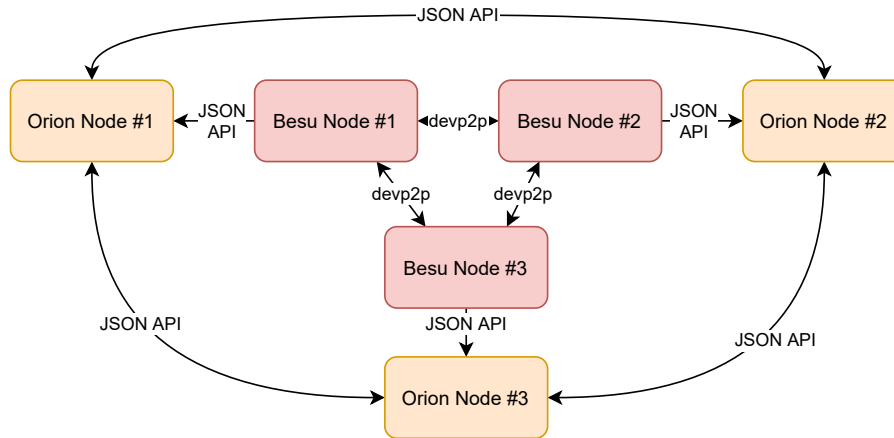 JSON API
Orion Node #1
JSON
API
Besu Node #1
devp2p
Besu Node #2
JSON
API
Orion Node #2
devp2p
devp2p
Besu Node #3
JSON API
JSON API
JSON API
Orion Node #3